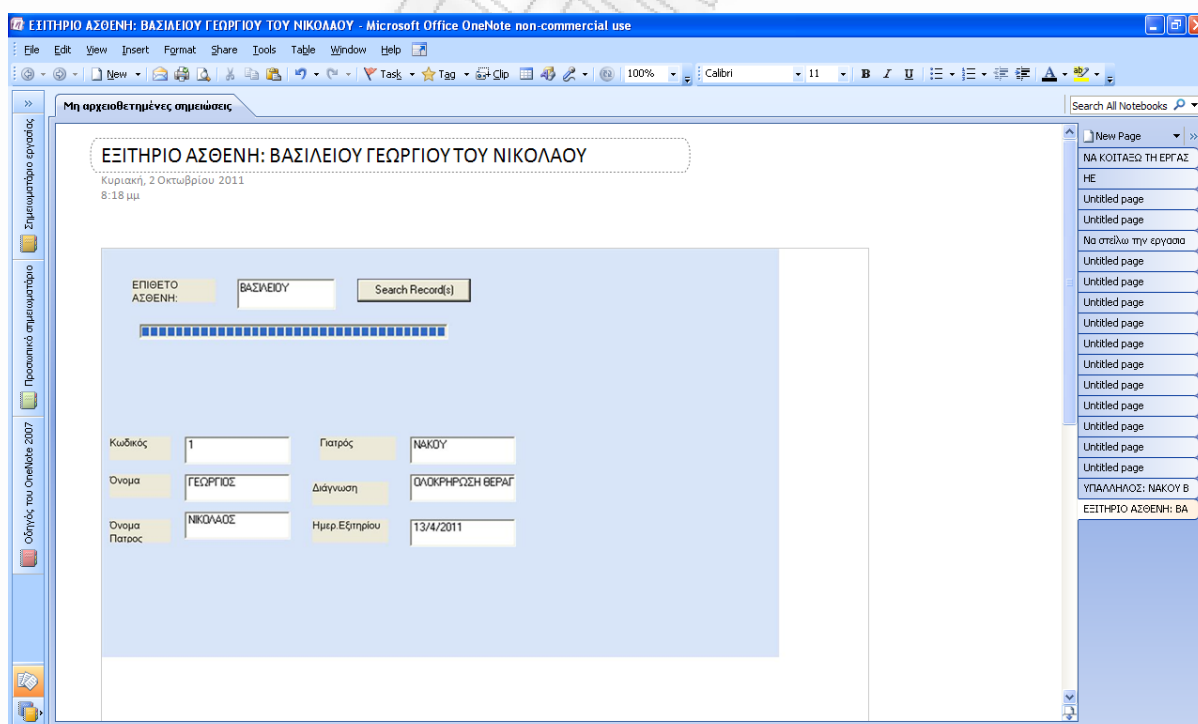 ΕΞΙΤΗΡΙΟ ΑΣΘΕΝΗ: ΒΑΣΙΛΕΙΟΥ ΓΕΩΡΓΙΟΥ ΤΟΥ ΝΙΚΟΛΑΟΥ - Microsoft Office OneNote non-commercial use
File Edit View Insert Format Share Tools Table Window Help
New Task Tag Clip 100% Calibri 11 B I U A
Μη αρχειοθετημένες σημειώσεις
Search All Notebooks
Σημειωματάριο εργασίας
Προσωπικό σημειωματάριο
Οδηγός του OneNote 2007
ΕΞΙΤΗΡΙΟ ΑΣΘΕΝΗ: ΒΑΣΙΛΕΙΟΥ ΓΕΩΡΓΙΟΥ ΤΟΥ ΝΙΚΟΛΑΟΥ
Κυριακή, 2 Οκτωβρίου 2011
8:18 μμ
ΕΠΙΘΕΤΟ
ΑΣΘΕΝΗ:
ΒΑΣΙΛΕΙΟΥ
Search Record(s)
Κωδικός 1 Γιατρός ΝΑΚΟΥ
Όνομα ΓΕΩΡΓΙΟΣ Διάγνωση ΟΛΟΚΡΗΡΩΣΗ ΘΕΡΑΓ
Όνομα
Πατρος
ΝΙΚΟΛΑΟΣ Ημερ.Εξιτηρίου 13/4/2011
New Page
ΝΑ ΚΟΙΤΑΞΩ ΤΗ ΕΡΓΑΣ
HE
Untitled page
Untitled page
Να στείλω την εργασια
Untitled page
Untitled page
Untitled page
Untitled page
Untitled page
Untitled page
Untitled page
Untitled page
Untitled page
Untitled page
Untitled page
ΥΠΑΛΛΗΛΟΣ: ΝΑΚΟΥ Β
ΕΞΙΤΗΡΙΟ ΑΣΘΕΝΗ: ΒΑ